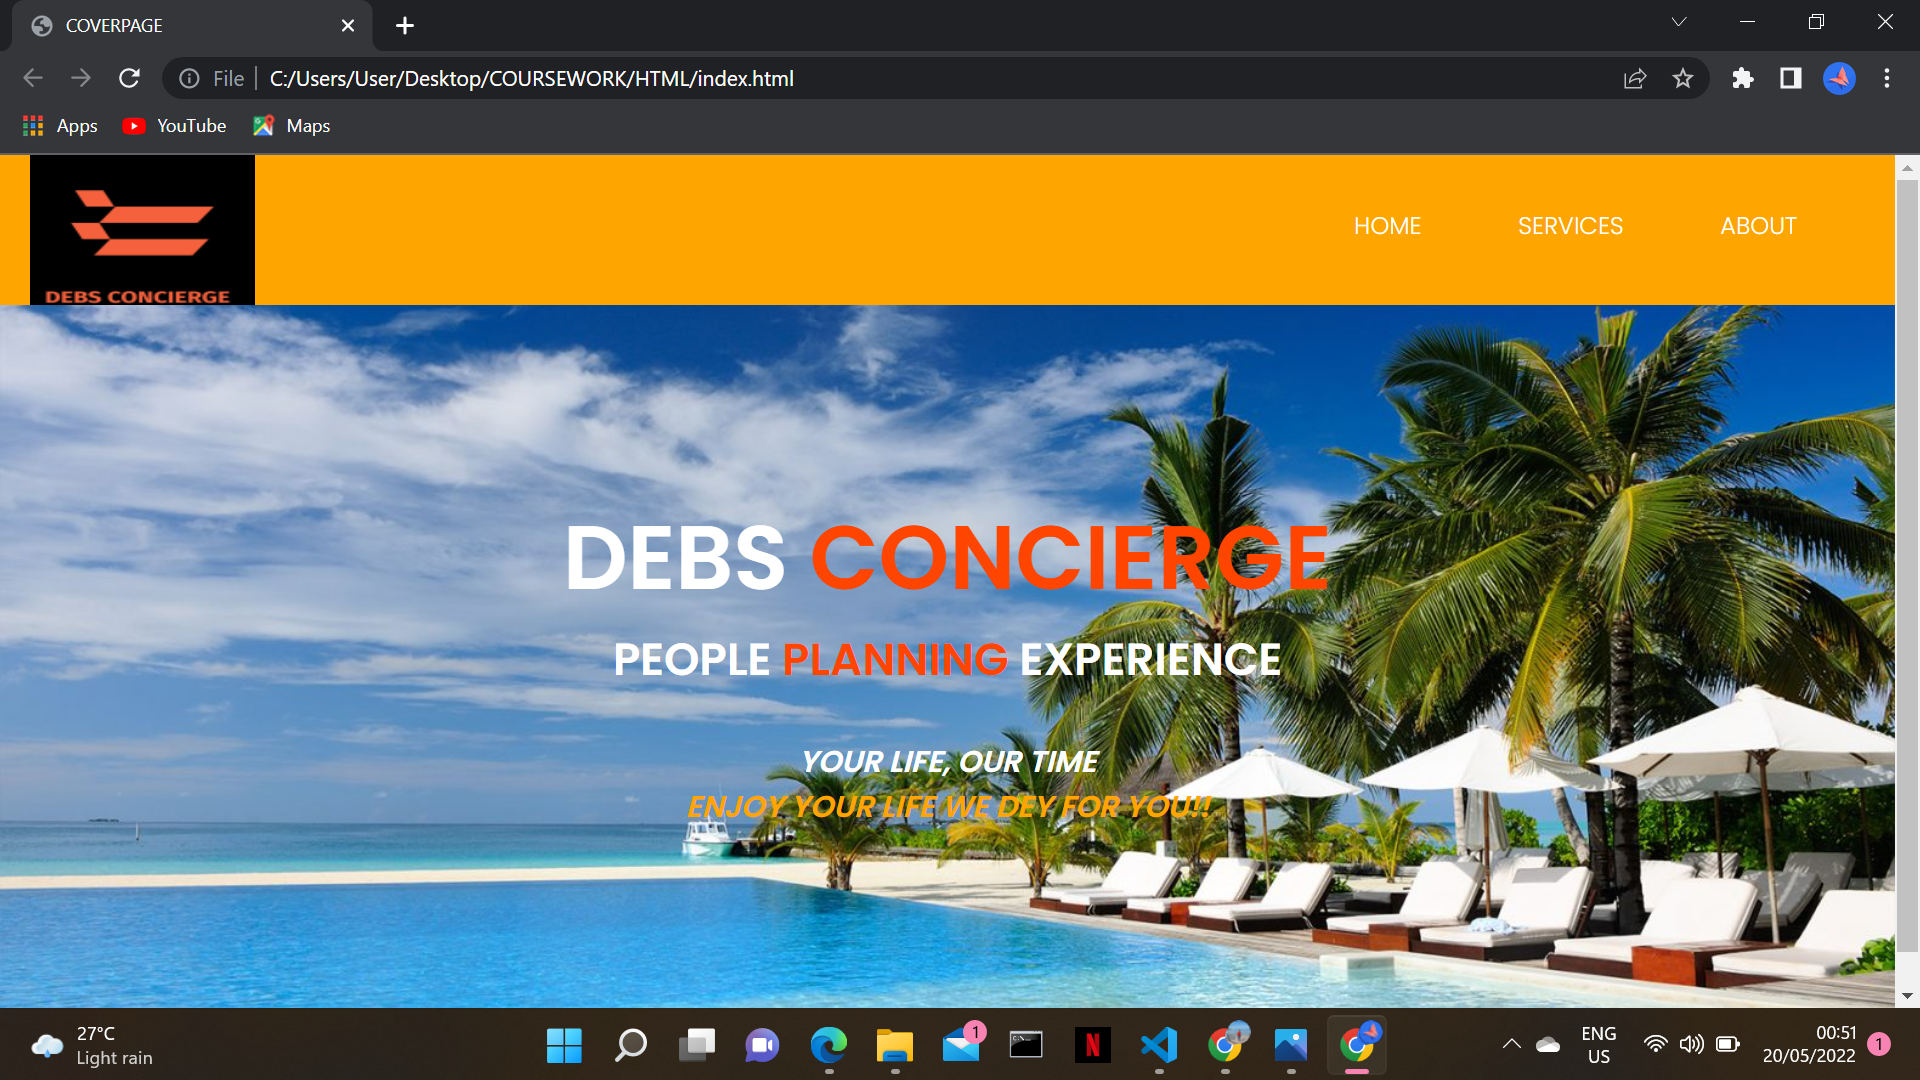 COVERPAGE
File
C:/Users/User/Desktop/COURSEWORK/HTML/index.html
Apps
YouTube
Maps
DEBS CONCIERGE
HOME
SERVICES
ABOUT
DEBS CONCIERGE
PEOPLE PLANNING EXPERIENCE
YOUR LIFE, OUR TIME
ENJOY YOUR LIFE WE DEY FOR YOU!!
27°C
Light rain
1
N
ENG
US
00:51
20/05/2022
1